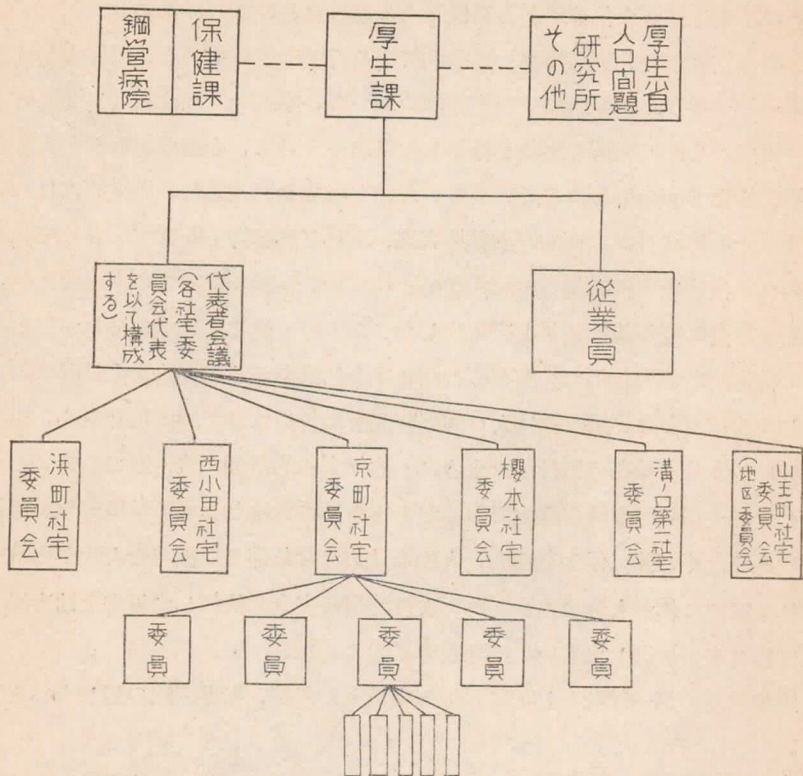 厚生省
人口問題
研究所
その他
厚生課
保健課
鋼管病院
代表者会議
(各社宅委
員会代表
を以て構成
する)
従業員
山王町社宅
委員会
(地区委員会)
溝ノ口第一社宅
委員会
櫻本社宅
委員会
京町社宅
委員会
西小田社宅
委員会
浜町社宅
委員会
委員
委員
委員
委員
委員